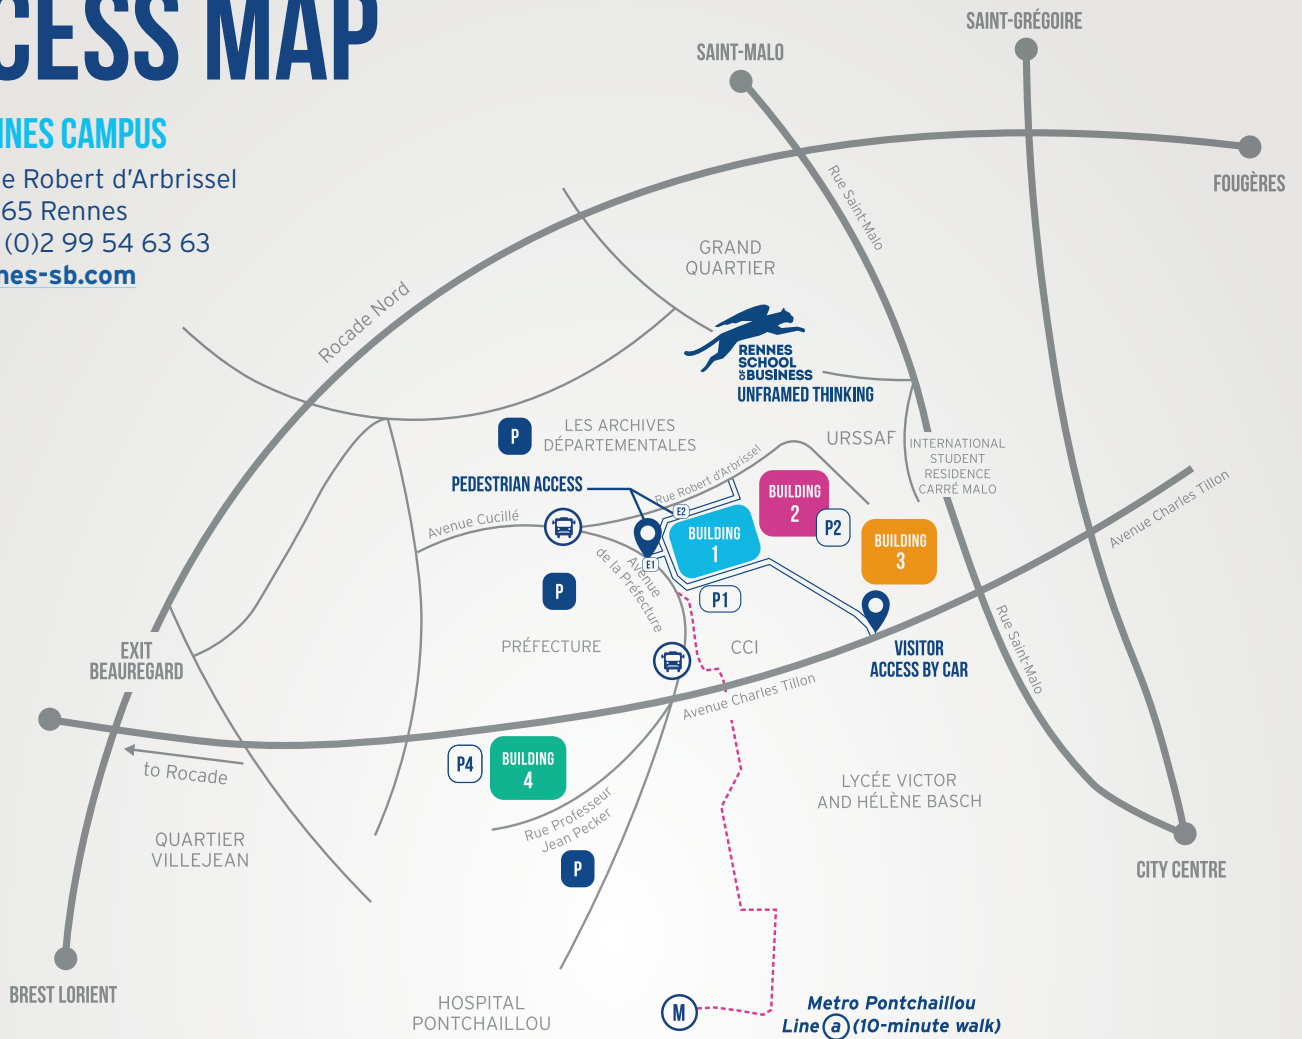 CESS MAP
NNES CAMPUS
e Robert d'Arbrissel
65 Rennes
(0)2 99 54 63 63
nes-sb.com
SAINT-GRÉGOIRE
SAINT-MALO
FOUGÈRES
Rue Saint-Malo
GRAND
QUARTIER
Rocade Nord
RENNES
SCHOOL
OF BUSINESS
UNFRAMED THINKING
P
LES ARCHIVES
DÉPARTEMENTALES
URSSAF
INTERNATIONAL
STUDENT
RESIDENCE
CARRÉ MALO
PEDESTRIAN ACCESS
Rue Robert d'Arbrissel
BUILDING
2
P2
Avenue Charles Tillon
Avenue Cucillé
E2
BUILDING
1
BUILDING
3
E1
Avenue
de la Préfecture
P
P1
PRÉFECTURE
CCI
VISITOR
ACCESS BY CAR
Rue Saint-Malo
EXIT
BEAUREGARD
Avenue Charles Tillon
to Rocade
P4
BUILDING
4
LYCÉE VICTOR
AND HÉLÈNE BASCH
Rue Professeur
Jean Pecker
QUARTIER
VILLEJEAN
P
CITY CENTRE
BREST LORIENT
HOSPITAL
PONTCHAILLOU
M
Metro Pontchaillou
Line a (10-minute walk)